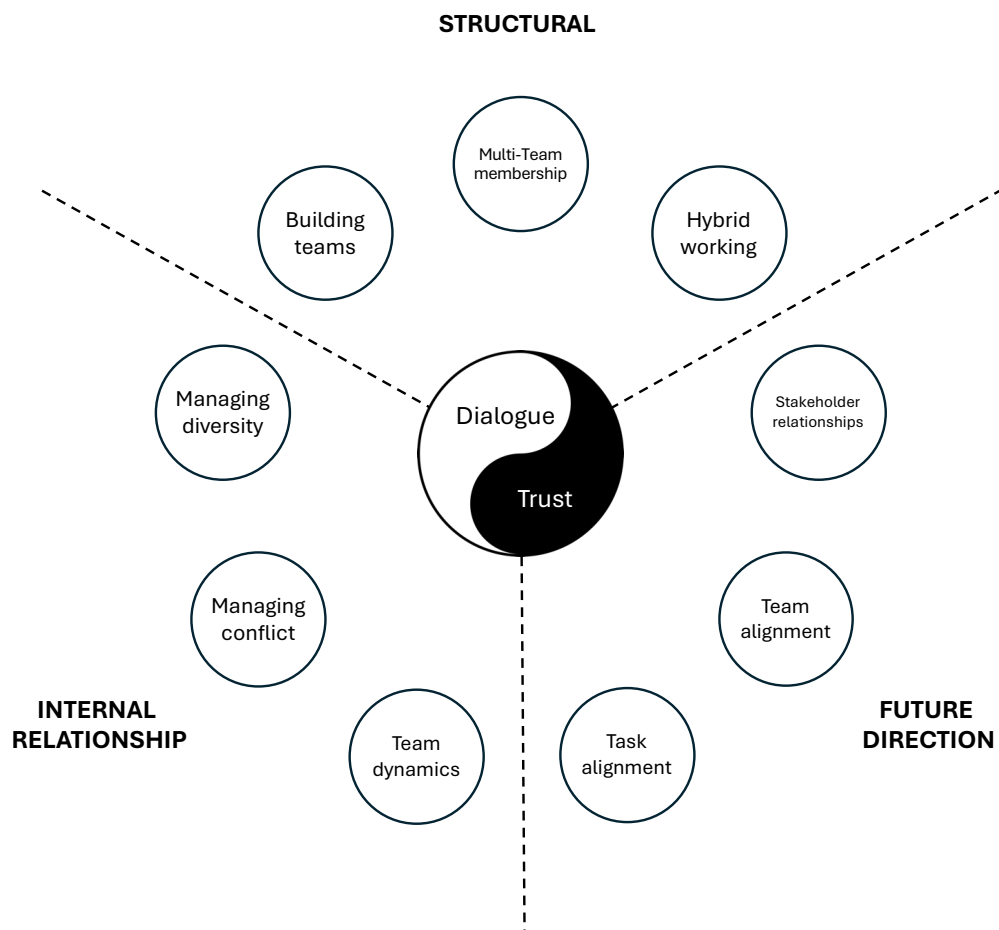 STRUCTURAL
Multi-Team
membership
Building
teams
Hybrid
working
Managing
diversity
Dialogue
Trust
Stakeholder
relationships
Managing
conflict
Team
alignment
INTERNAL
RELATIONSHIP
FUTURE
DIRECTION
Team
dynamics
Task
alignment